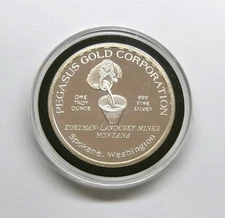 PEGASUS GOLD CORPORATION
ONE
TROY
OUNCE
999
FINE
SILVER
ZORTMAN-LANDUSKY MINES
MONTANA
Spokane, Washington